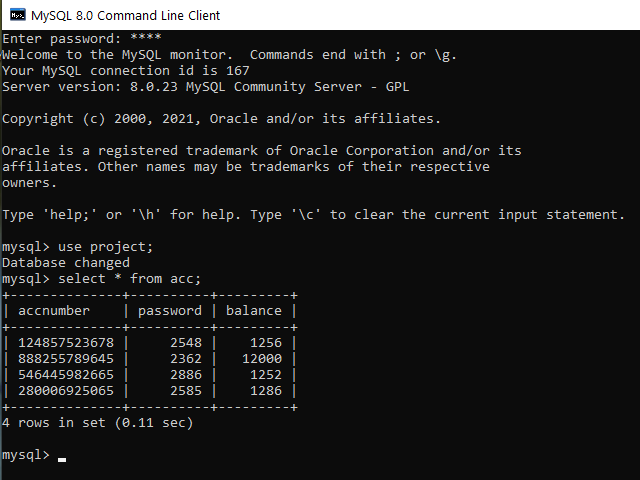 MySQL 8.0 Command Line Client
Enter password: ****
Welcome to the MySQL monitor.  Commands end with ; or \g.
Your MySQL connection id is 167
Server version: 8.0.23 MySQL Community Server - GPL

Copyright (c) 2000, 2021, Oracle and/or its affiliates.

Oracle is a registered trademark of Oracle Corporation and/or its
affiliates. Other names may be trademarks of their respective
owners.

Type 'help;' or '\h' for help. Type '\c' to clear the current input statement.

mysql> use project;
Database changed
mysql> select * from acc;
+--------------+----------+---------+
| accnumber    | password | balance |
+--------------+----------+---------+
| 124857523678 |     2548 |    1256 |
| 888255789645 |     2362 |   12000 |
| 546445982665 |     2886 |    1252 |
| 280006925065 |     2585 |    1286 |
+--------------+----------+---------+
4 rows in set (0.11 sec)

mysql> _